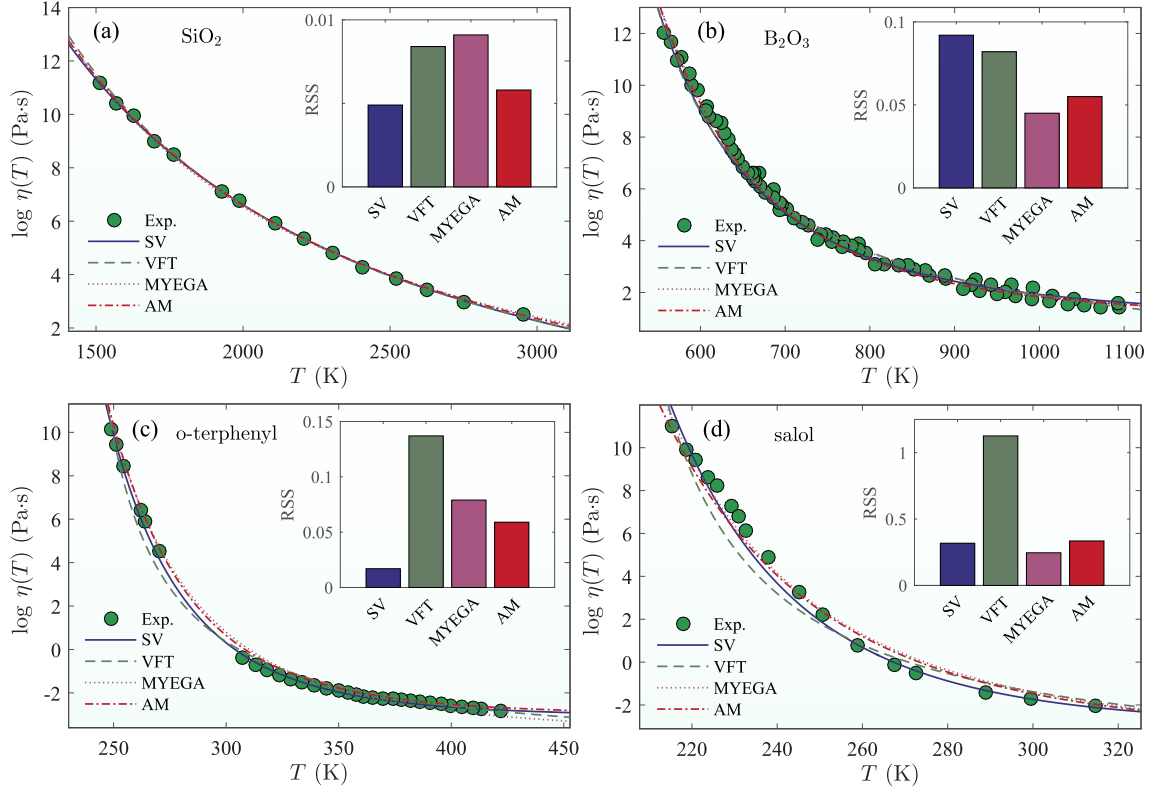 (a)
SiO2
log η(T) (Pa·s)
14
12
10
8
6
4
2
1500
2000
2500
3000
T (K)
Exp.
SV
VFT
MYEGA
AM
RSS
0.01
0
SV
VFT
MYEGA
AM
(b)
B2O3
log η(T) (Pa·s)
12
10
8
6
4
2
600
700
800
900
1000
1100
T (K)
Exp.
SV
VFT
MYEGA
AM
RSS
0.1
0.05
0
SV
VFT
MYEGA
AM
(c)
o-terphenyl
log η(T) (Pa·s)
10
8
6
4
2
0
-2
250
300
350
400
450
T (K)
Exp.
SV
VFT
MYEGA
AM
RSS
0.15
0.05
0
SV
VFT
MYEGA
AM
(d)
salol
log η(T) (Pa·s)
10
8
6
4
2
0
-2
220
240
260
280
300
320
T (K)
Exp.
SV
VFT
MYEGA
AM
RSS
1
0.5
0
SV
VFT
MYEGA
AM